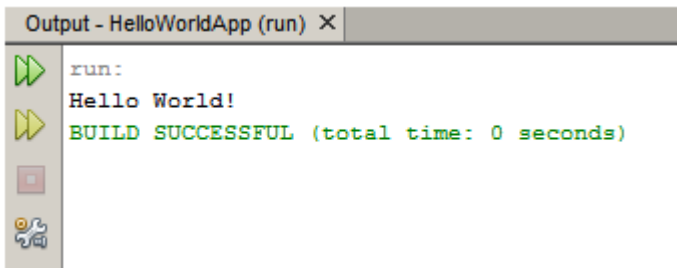 Output - HelloWorldApp (run)
run:
Hello World!
BUILD SUCCESSFUL (total time: 0 seconds)